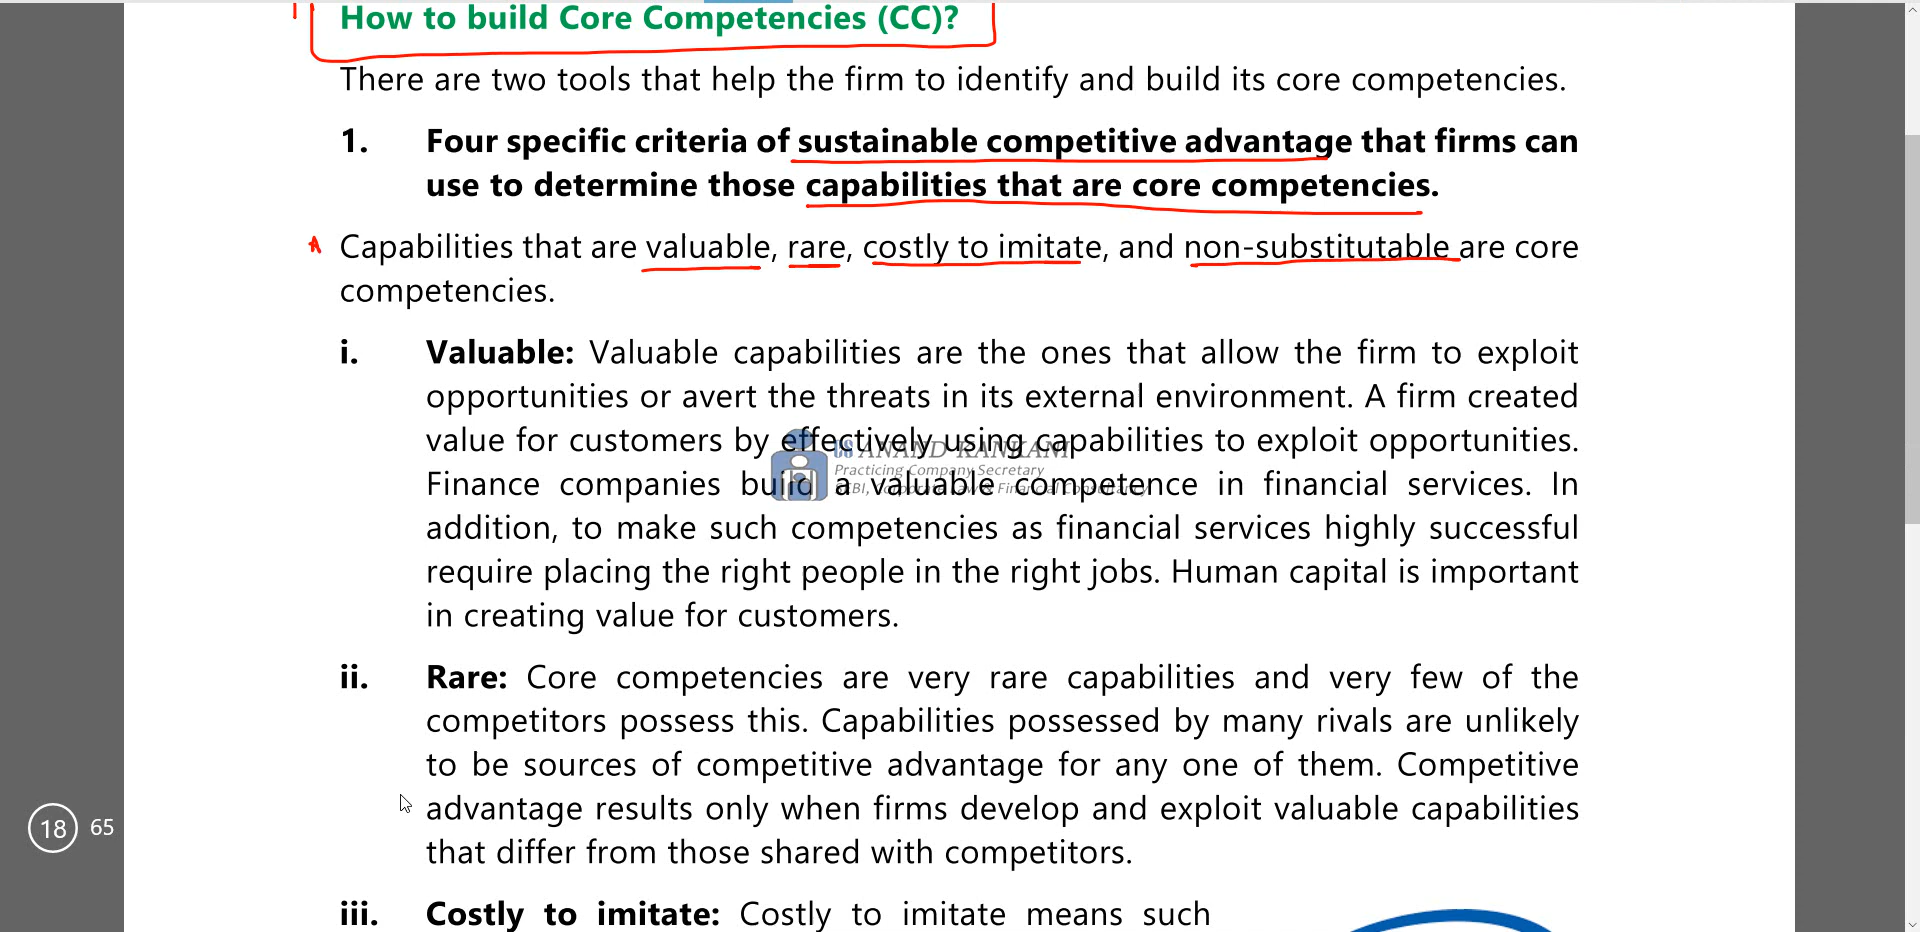 How to build Core Competencies (CC)?
There are two tools that help the firm to identify and build its core competencies.
1. Four specific criteria of sustainable competitive advantage that firms can
use to determine those capabilities that are core competencies.
Capabilities that are valuable, rare, costly to imitate, and non-substitutable are core
competencies.
i. Valuable: Valuable capabilities are the ones that allow the firm to exploit
opportunities or avert the threats in its external environment. A firm created
value for customers by effectively using capabilities to exploit opportunities.
CS ANAND KANKANI
Practicing Company Secretary
Finance companies build a valuable competence in financial services. In
SEBI, Corporate Law & Financial Consultancy
addition, to make such competencies as financial services highly successful
require placing the right people in the right jobs. Human capital is important
in creating value for customers.
ii. Rare: Core competencies are very rare capabilities and very few of the
competitors possess this. Capabilities possessed by many rivals are unlikely
to be sources of competitive advantage for any one of them. Competitive
advantage results only when firms develop and exploit valuable capabilities
18 65
that differ from those shared with competitors.
iii. Costly to imitate: Costly to imitate means such